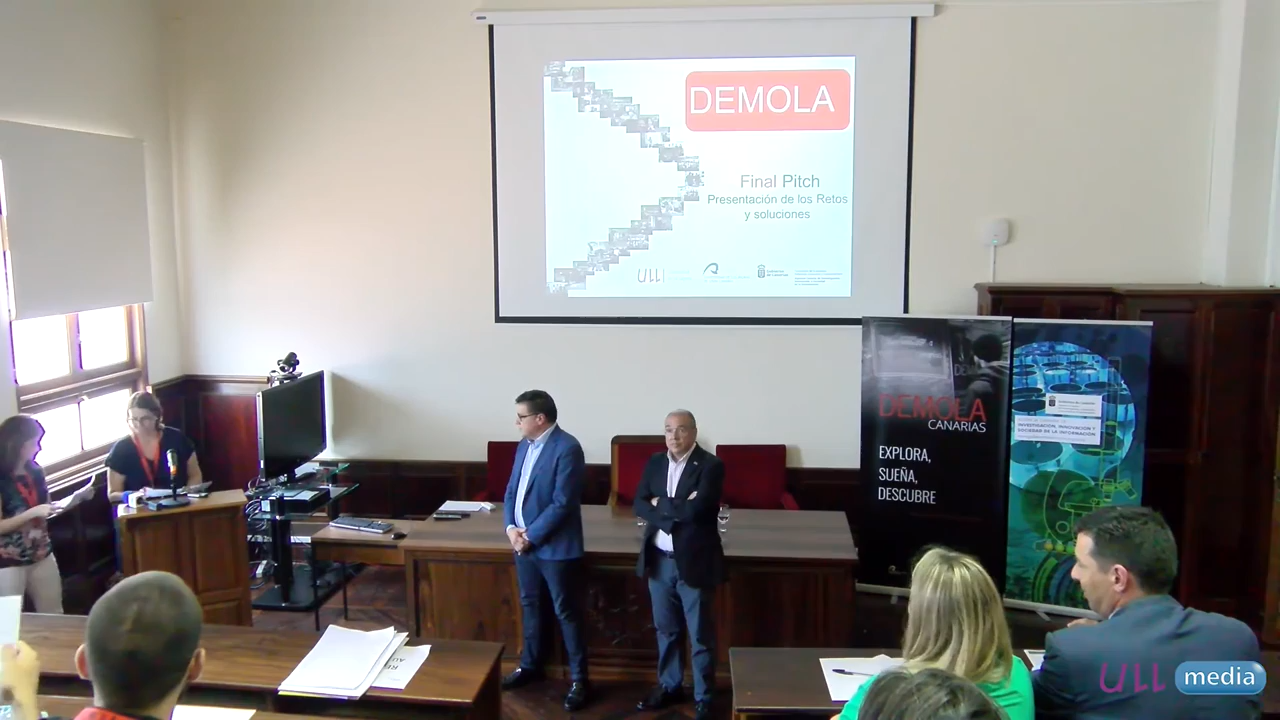 DEMOLA
Final Pitch
Presentación de los Retos
y soluciones
ULL
DEMOLA
CANARIAS
EXPLORA,
SUEÑA,
DESCUBRE
INVESTIGACIÓN, INNOVACIÓN Y
SOCIEDAD DE LA INFORMACIÓN
ULL media